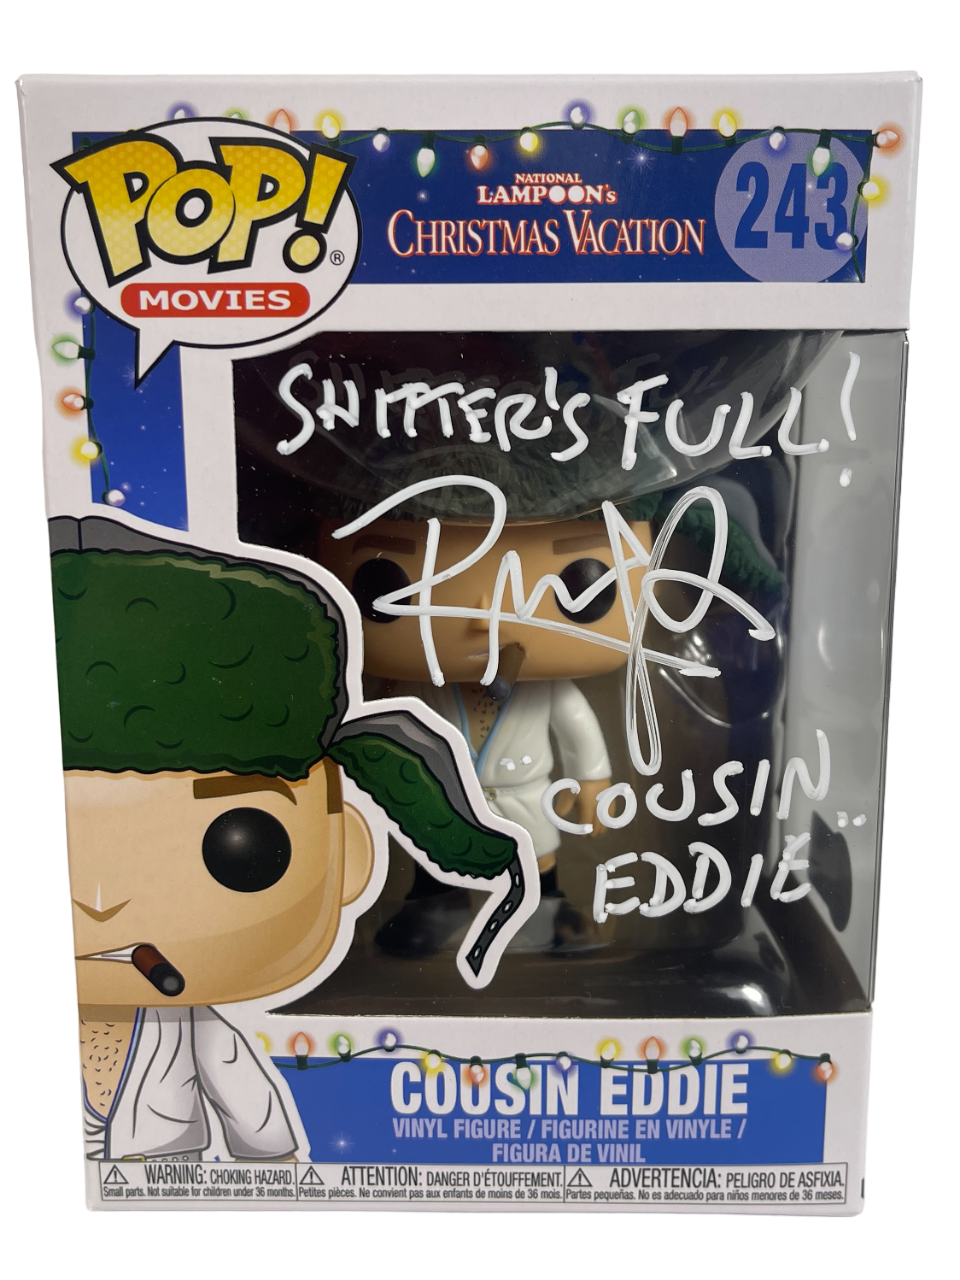 POP!®
MOVIES
NATIONAL
LAMPOON'S
CHRISTMAS VACATION
243
SHITTER'S FULL!
COUSIN
EDDIE
COUSIN EDDIE
VINYL FIGURE / FIGURINE EN VINYLE /
FIGURA DE VINIL
WARNING: CHOKING HAZARD.
Small parts. Not suitable for children under 36 months.
ATTENTION: DANGER D'ÉTOUFFEMENT.
Petites pièces. Ne convient pas aux enfants de moins de 36 mois.
ADVERTENCIA: PELIGRO DE ASFIXIA.
Partes pequeñas. No es adecuado para niños menores de 36 meses.